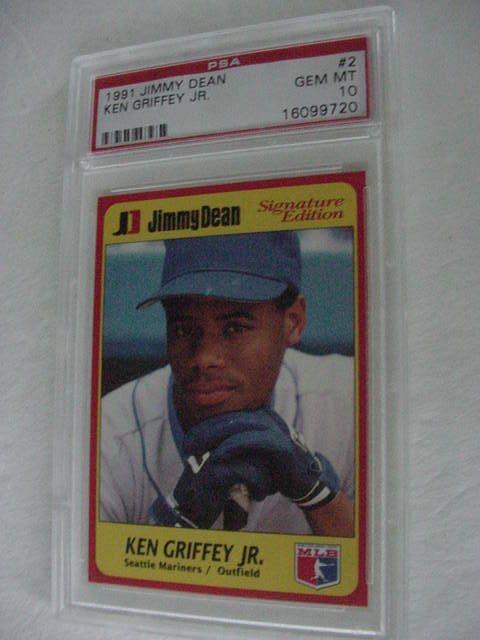 PSA
1991 JIMMY DEAN #2
KEN GRIFFEY JR. GEM MT
10
16099720
JD JimmyDean Signature
Edition
KEN GRIFFEY JR.
Seattle Mariners / Outfield
MLB